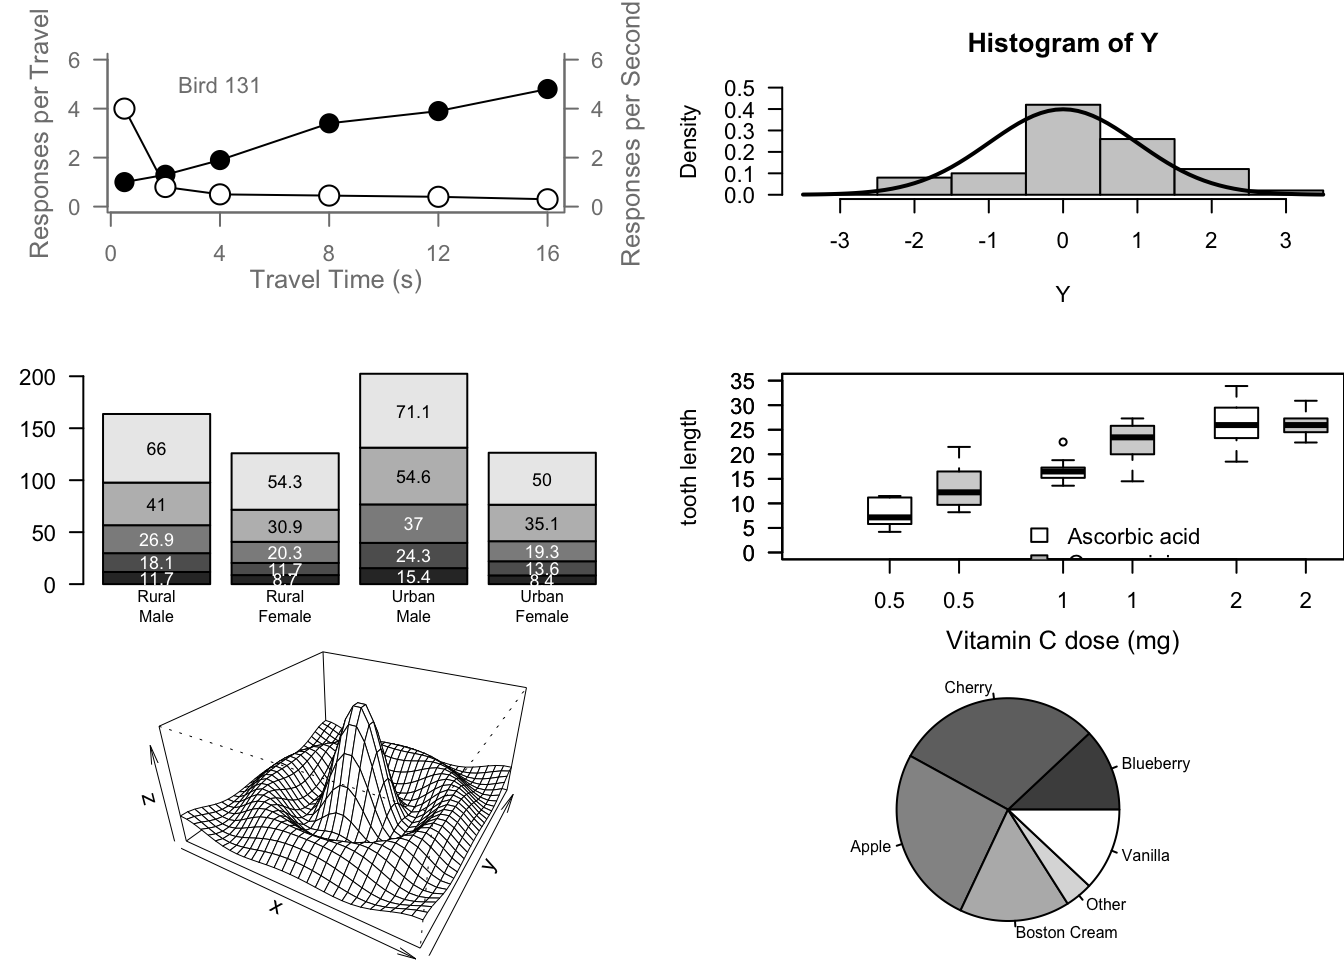 Responses per Travel
6
4
2
0
Bird 131
6
4
2
0
Responses per Second
0 4 8 12 16
Travel Time (s)
Histogram of Y
Density
0.5
0.4
0.3
0.2
0.1
0.0
-3 -2 -1 0 1 2 3
Y
200
150
100
50
0
66
41
26.9
18.1
11.7
Rural
Male
54.3
30.9
20.3
11.7
8.7
Rural
Female
71.1
54.6
37
24.3
15.4
Urban
Male
50
35.1
19.3
13.6
8.4
Urban
Female
tooth length
35
30
25
20
15
10
5
0
Ascorbic acid
0.5 0.5 1 1 2 2
Vitamin C dose (mg)
z
x
y
Cherry
Blueberry
Apple
Vanilla
Other
Boston Cream